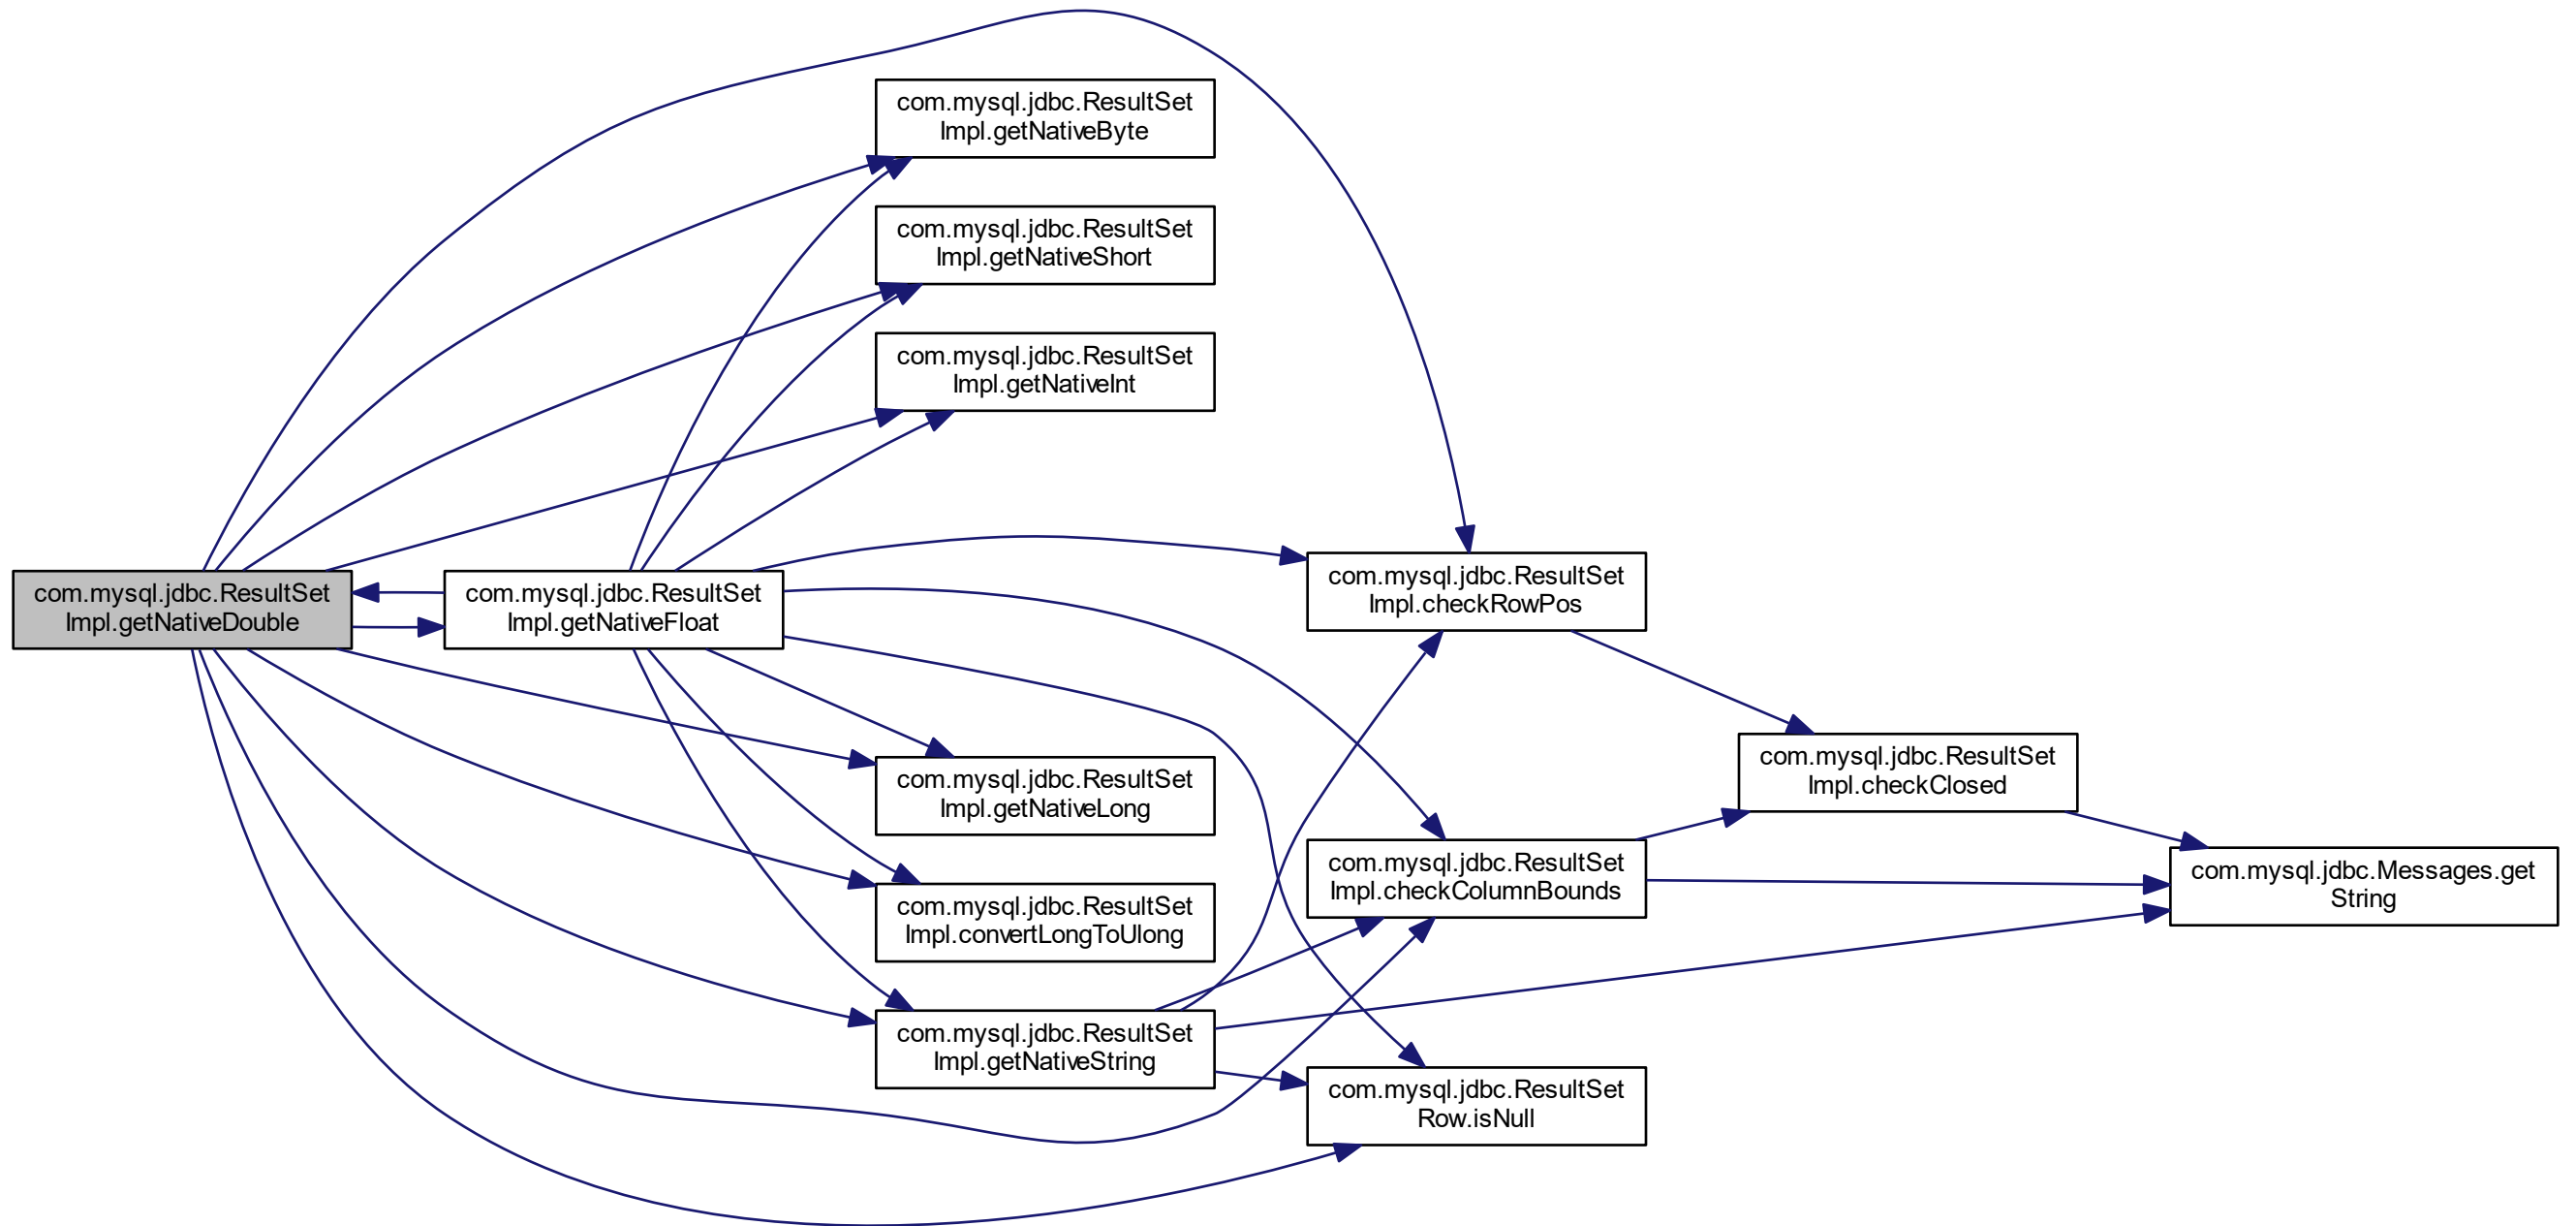 com.mysql.jdbc.ResultSet
Impl.getNativeByte
com.mysql.jdbc.ResultSet
Impl.getNativeShort
com.mysql.jdbc.ResultSet
Impl.getNativeInt
com.mysql.jdbc.ResultSet
Impl.getNativeDouble
com.mysql.jdbc.ResultSet
Impl.getNativeFloat
com.mysql.jdbc.ResultSet
Impl.checkRowPos
com.mysql.jdbc.ResultSet
Impl.getNativeLong
com.mysql.jdbc.ResultSet
Impl.checkClosed
com.mysql.jdbc.ResultSet
Impl.convertLongToUlong
com.mysql.jdbc.ResultSet
Impl.checkColumnBounds
com.mysql.jdbc.Messages.get
String
com.mysql.jdbc.ResultSet
Impl.getNativeString
com.mysql.jdbc.ResultSet
Row.isNull